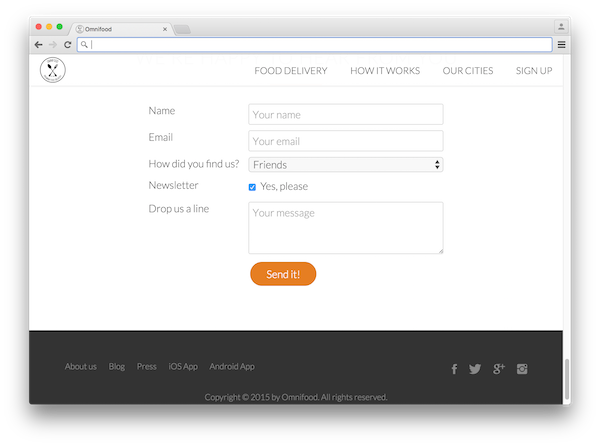 Omnifood
FOOD DELIVERY HOW IT WORKS OUR CITIES SIGN UP
Name Your name
Email Your email
How did you find us? Friends
Newsletter Yes, please
Drop us a line Your message
Send it!
About us Blog Press iOS App Android App
Copyright © 2015 by Omnifood. All rights reserved.